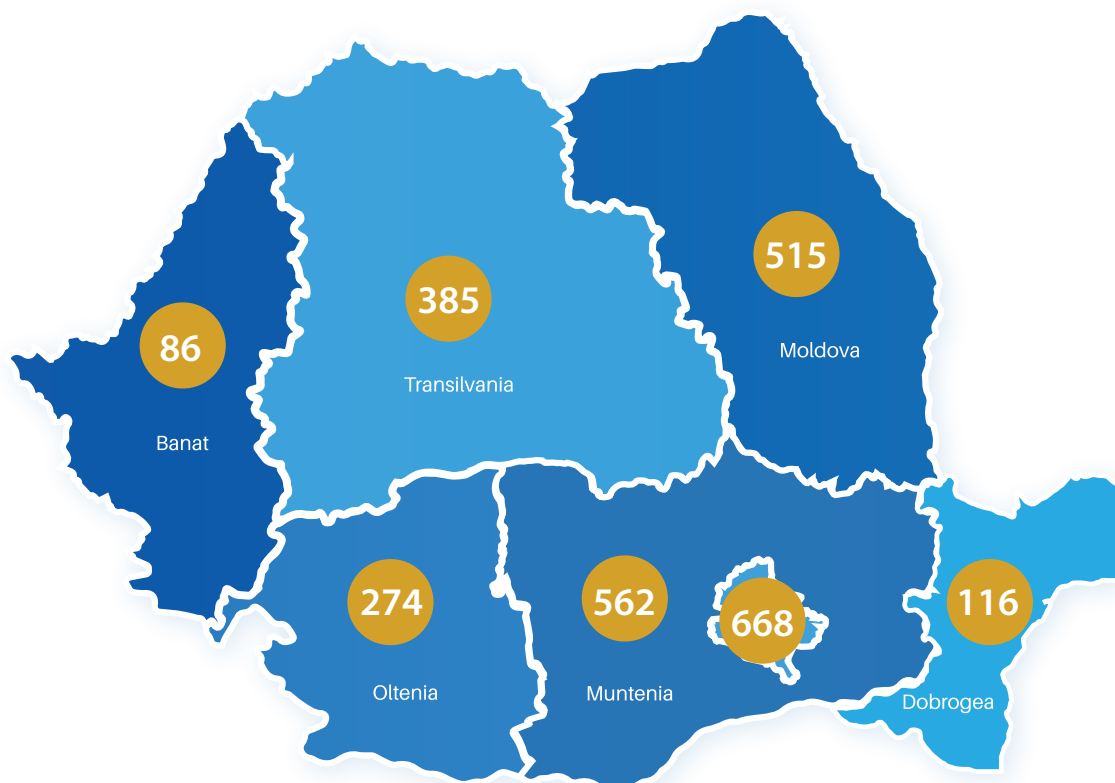 515
Moldova
385
Transilvania
86
Banat
274
Oltenia
562
Muntenia
668
116
Dobrogea